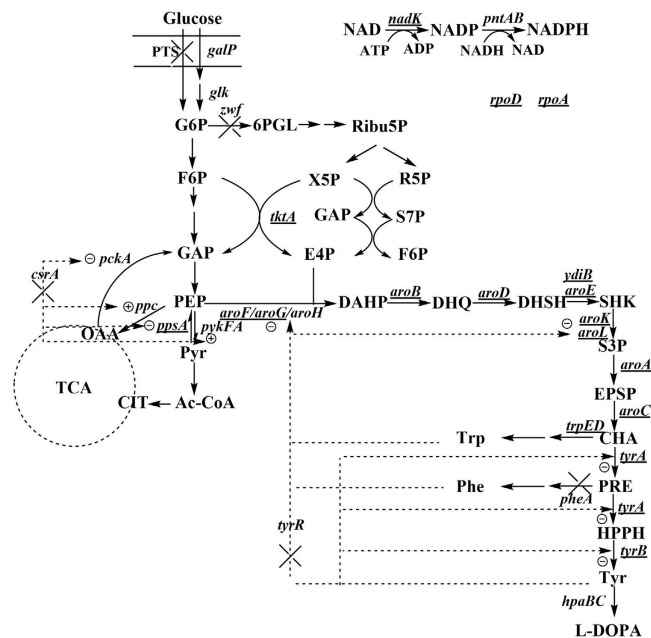 Glucose
NAD nadK NADP pntAB NADPH
ATP ADP NADH NAD
PTS galP
glk
rpoD rpoA
zwf
G6P 6PGL Ribu5P
F6P X5P R5P
GAP S7P
tktA
GAP E4P F6P
⊖ pckA
csrA
⊕ ppc PEP aroF/aroG/aroH DAHP aroB DHQ aroD DHSH ydiB aroE SHK
⊖ ⊖ aroK
OAA ⊖ ppsA pykFA ⊕ aroL
Pyr S3P
aroA
TCA EPSP
CIT Ac-CoA aroC
Trp trpED CHA
tyrA
⊖
Phe pheA PRE
tyrA
⊖
tyrR HPPH
tyrB
⊖
Tyr
hpaBC
L-DOPA